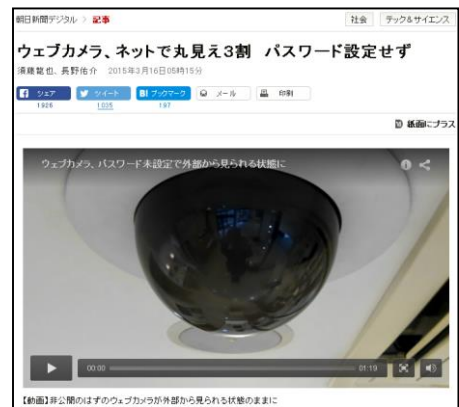 朝日新聞デジタル > 記事
社会 テック&サイエンス
ウェブカメラ、ネットで丸見え3割 パスワード設定せず
須藤龍也、長野佑介 2015年3月16日05時15分
シェア ツイート B! ブックマーク メール 印刷
1926 1,035 197
紙面にプラス
ウェブカメラ、パスワード未設定で外部から見られる状態に
00:00 01:19
【動画】非公開のはずのウェブカメラが外部から見られる状態のままに